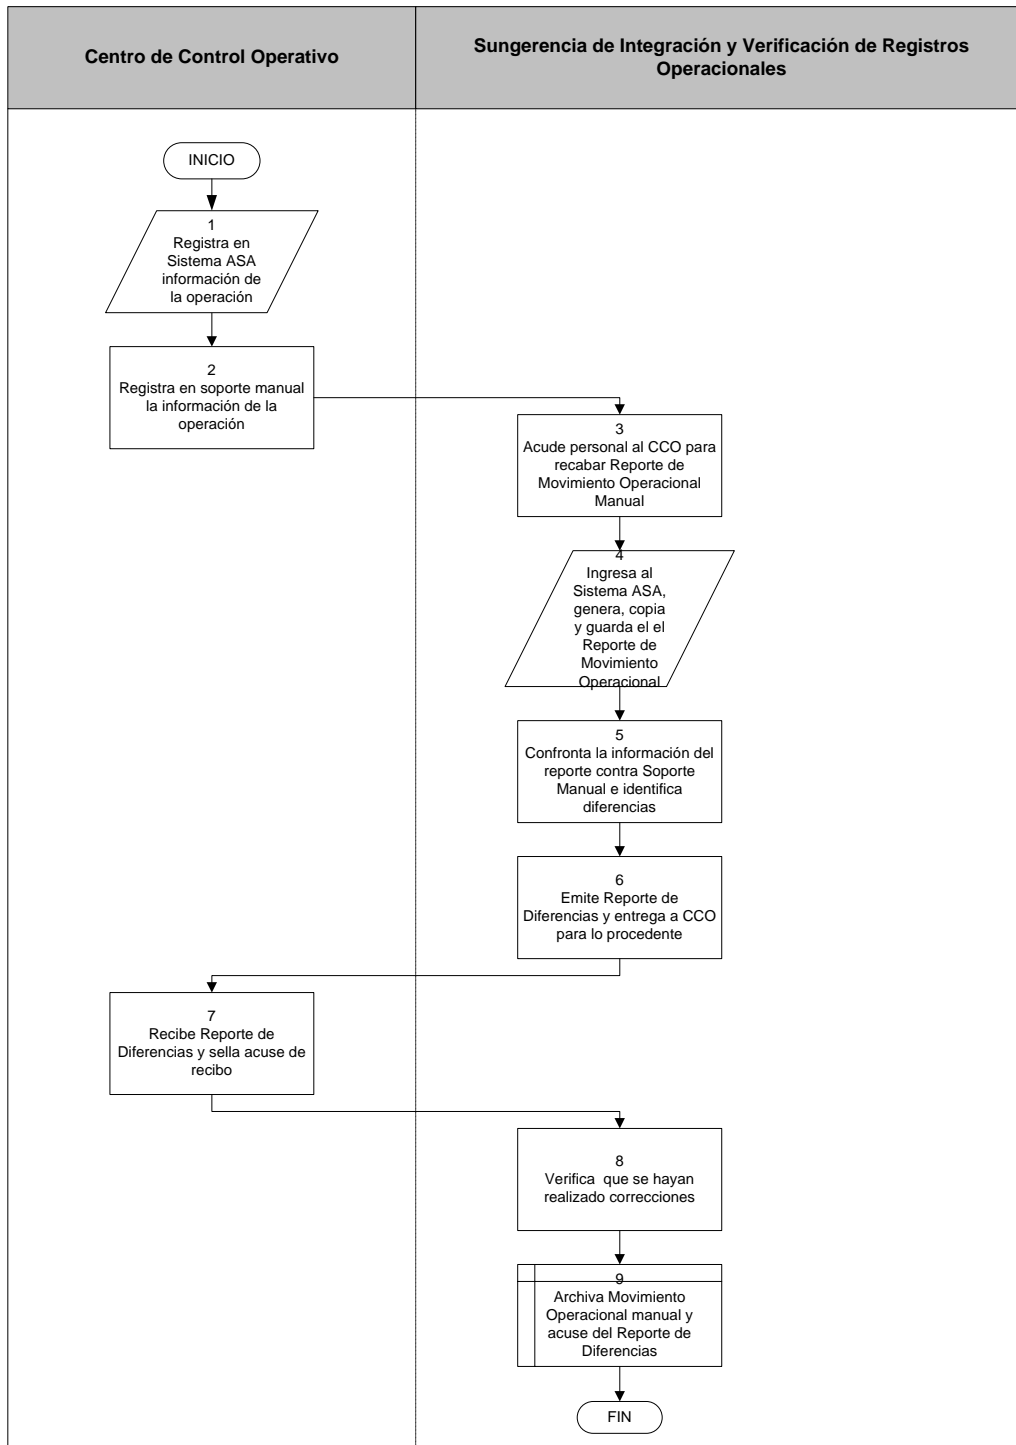 Centro de Control Operativo
Sungerencia de Integración y Verificación de Registros
Operacionales
INICIO
1
Registra en
Sistema ASA
información de
la operación
2
Registra en soporte manual
la información de la
operación
3
Acude personal al CCO para
recabar Reporte de
Movimiento Operacional
Manual
4
Ingresa al
Sistema ASA,
genera, copia
y guarda el el
Reporte de
Movimiento
Operacional
5
Confronta la información del
reporte contra Soporte
Manual e identifica
diferencias
6
Emite Reporte de
Diferencias y entrega a CCO
para lo procedente
7
Recibe Reporte de
Diferencias y sella acuse de
recibo
8
Verifica que se hayan
realizado correcciones
9
Archiva Movimiento
Operacional manual y
acuse del Reporte de
Diferencias
FIN